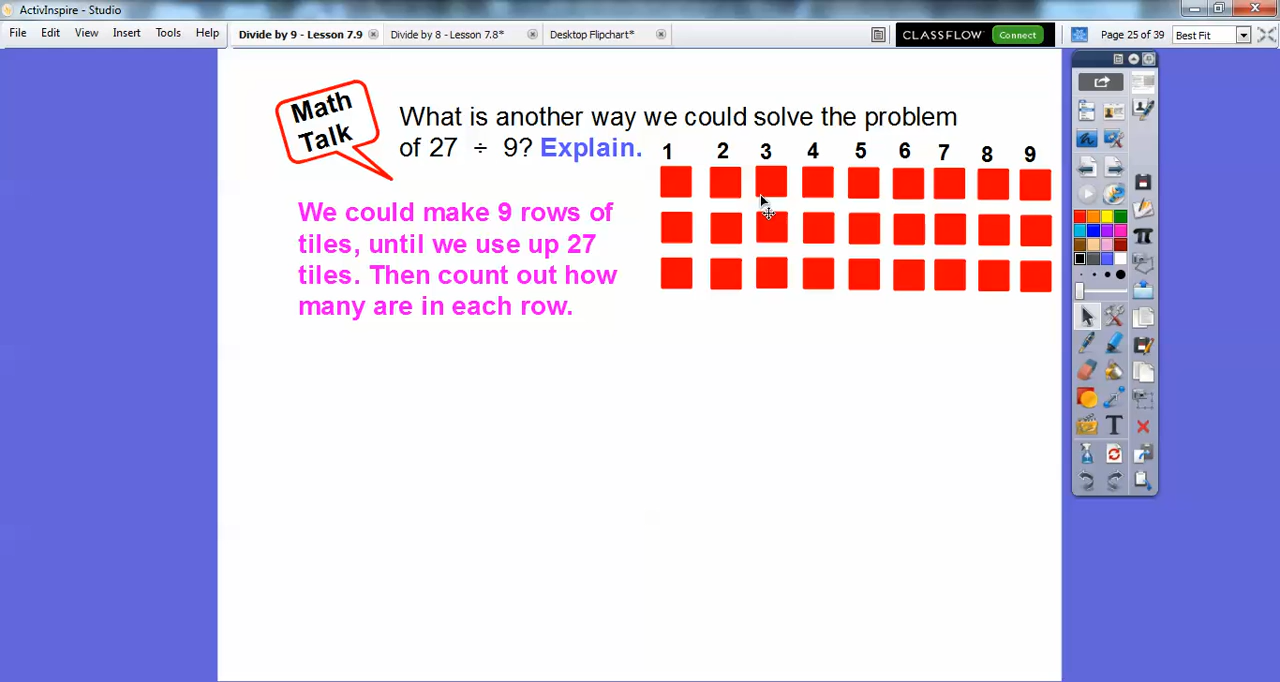 ActivInspire - Studio
File Edit View Insert Tools Help
Divide by 9 - Lesson 7.9 Divide by 8 - Lesson 7.8* Desktop Flipchart*
CLASSFLOW Connect
Page 25 of 39 Best Fit
Math
Talk
What is another way we could solve the problem
of 27 ÷ 9? Explain.
1 2 3 4 5 6 7 8 9
We could make 9 rows of
tiles, until we use up 27
tiles. Then count out how
many are in each row.